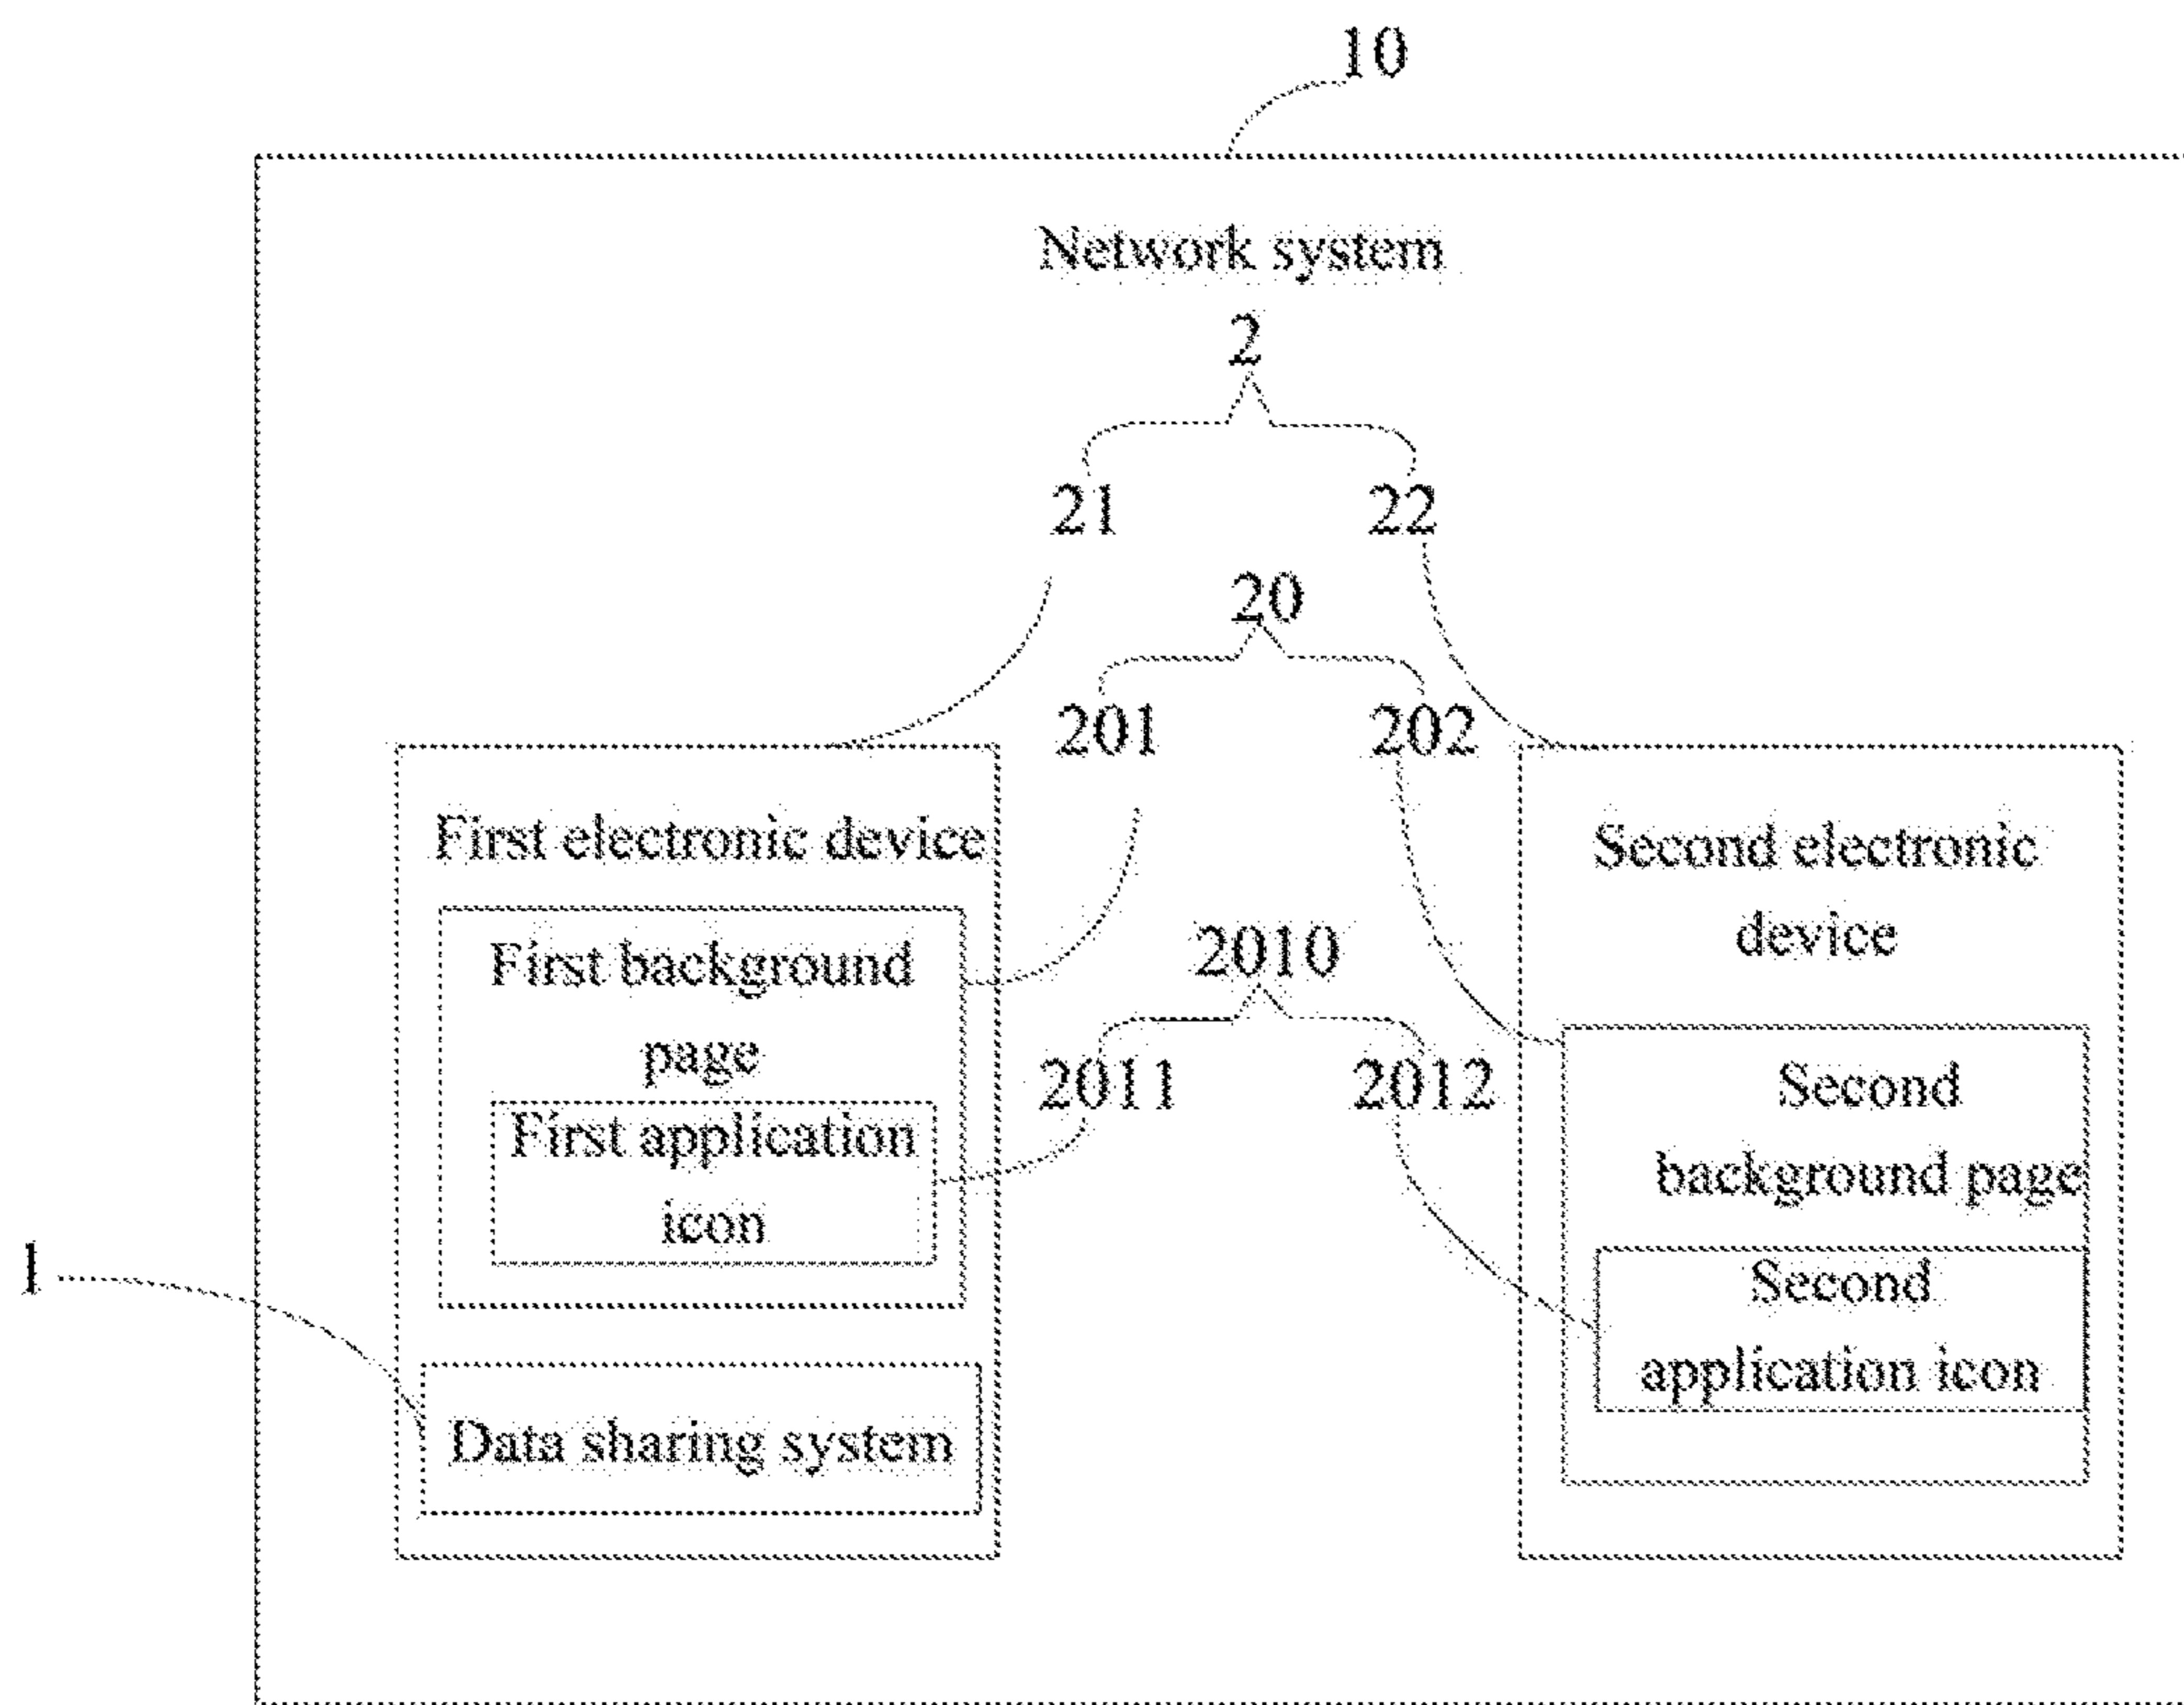 10
Network system
2
21
22
20
201
202
First electronic device
First background
page
First application
icon
Data sharing system
1
2010
2011
2012
Second electronic
device
Second
background page
Second
application icon